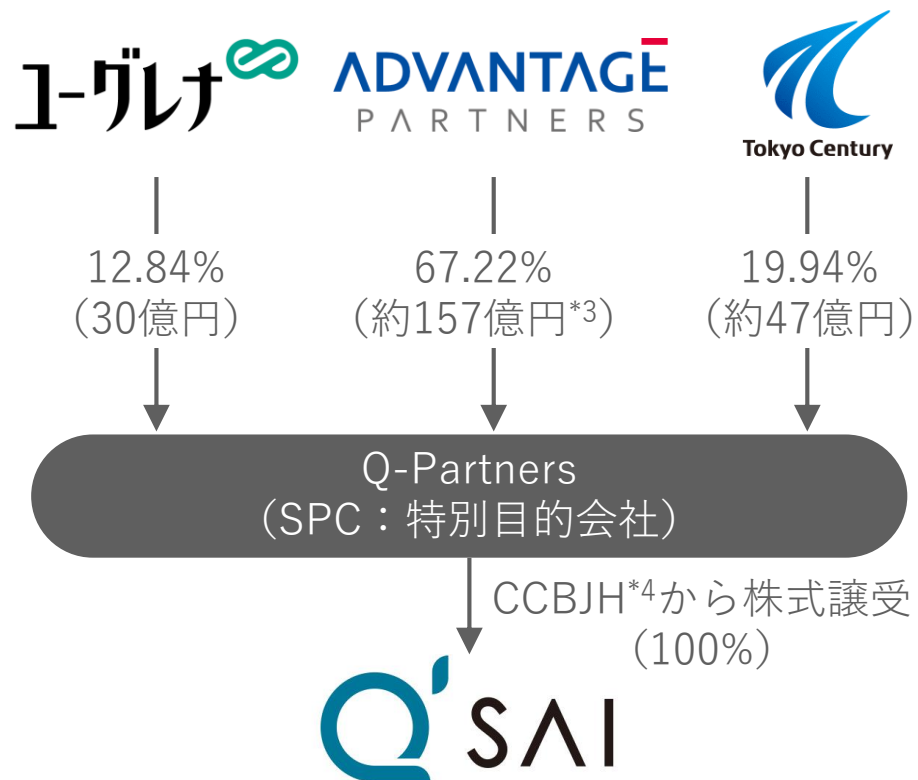 ユーグレナ
ADVANTAGE
PARTNERS
Tokyo Century
12.84%
（30億円）
67.22%
（約157億円*3）
19.94%
（約47億円）
Q-Partners
（SPC：特別目的会社）
CCBJH*4から株式譲受
（100%）
Q'SAI